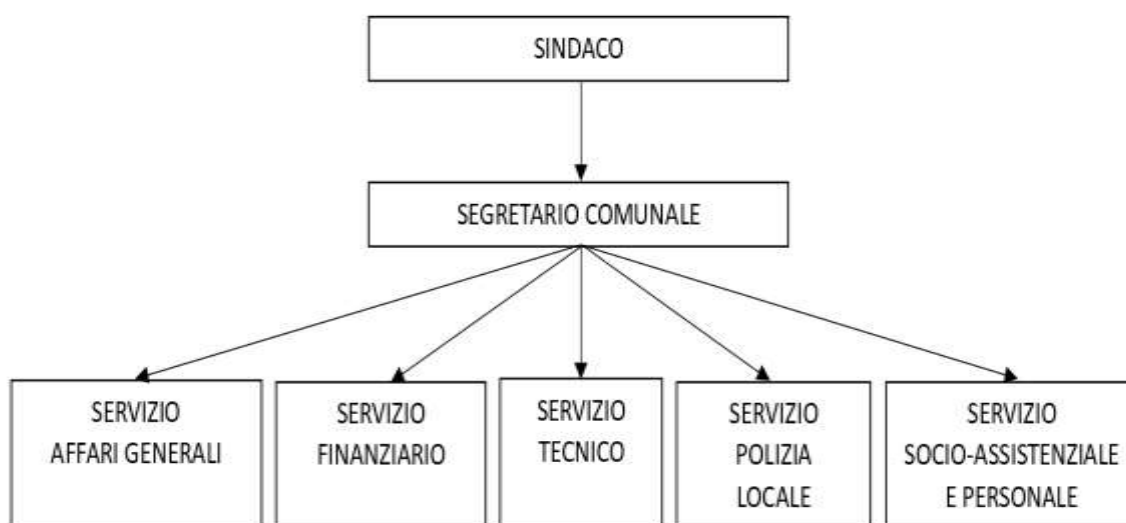 SINDACO
SEGRETARIO COMUNALE
SERVIZIO
AFFARI GENERALI
SERVIZIO
FINANZIARIO
SERVIZIO
TECNICO
SERVIZIO
POLIZIA
LOCALE
SERVIZIO
SOCIO-ASSISTENZIALE
E PERSONALE